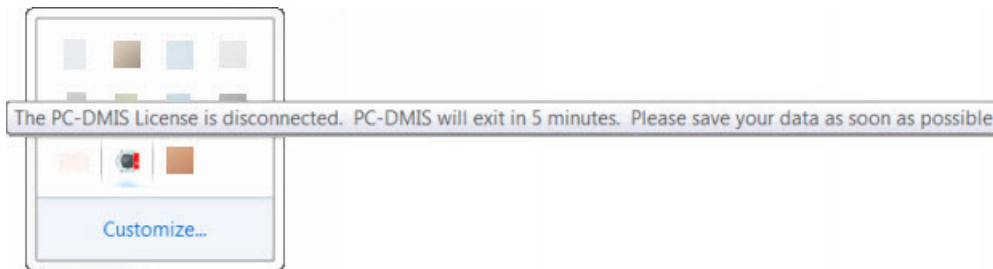 The PC-DMIS License is disconnected.  PC-DMIS will exit in 5 minutes.  Please save your data as soon as possible
Customize...